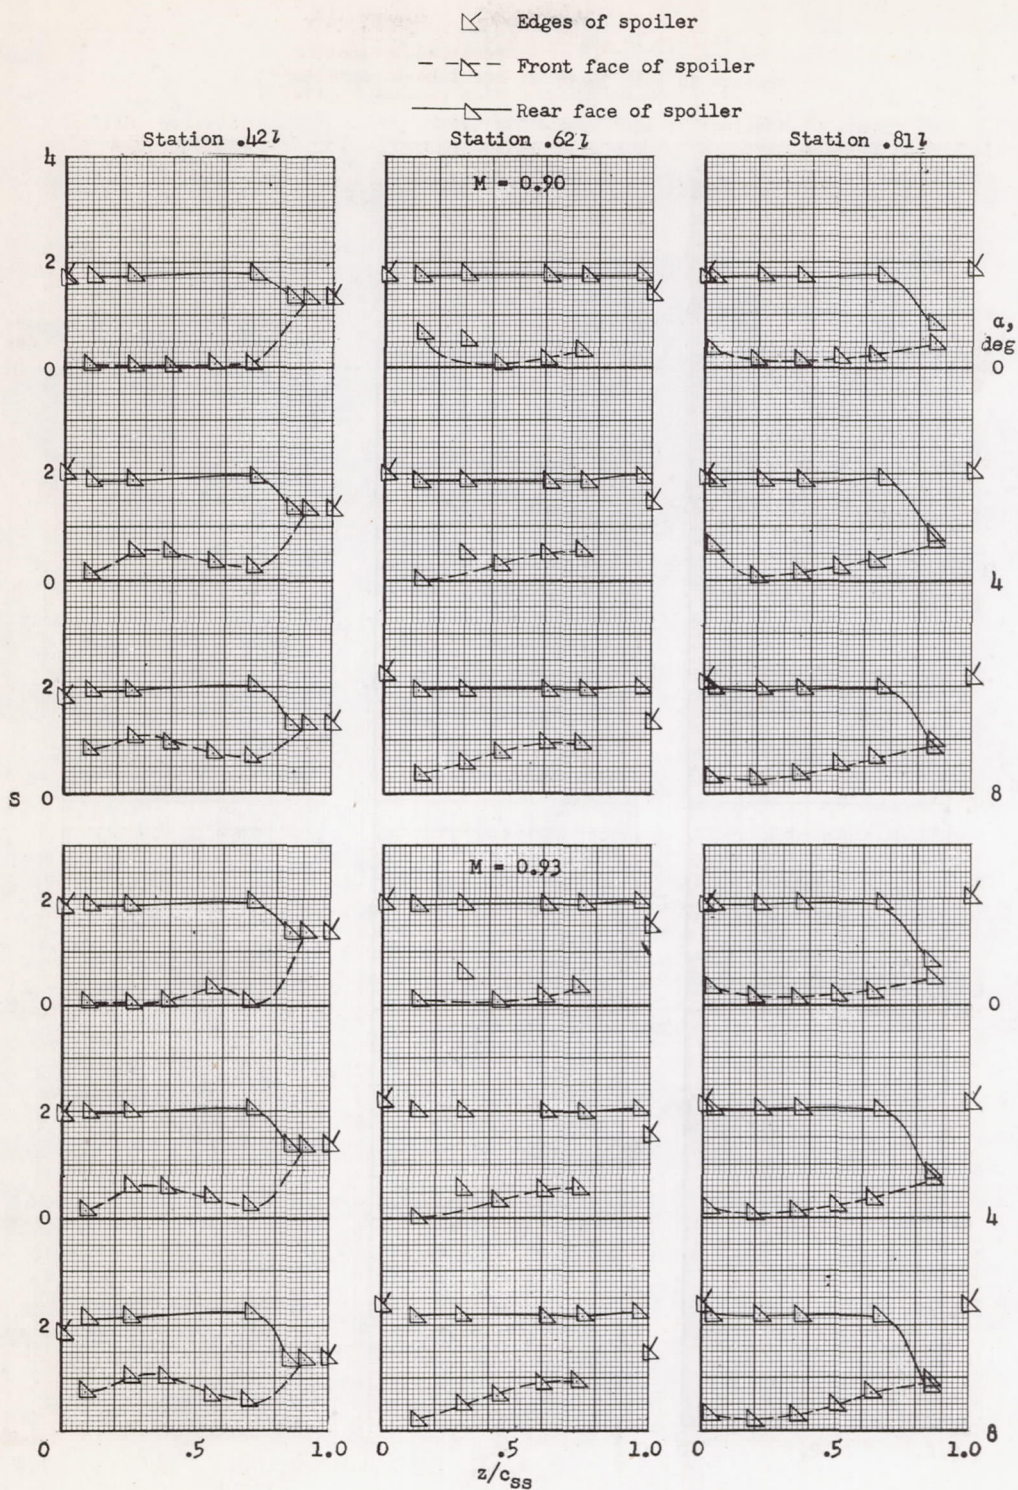 Edges of spoiler
Front face of spoiler
Rear face of spoiler
Station .42l
Station .62l
Station .81l
4
M = 0.90
2
α,
deg
0
0
2
0
4
2
S
0
8
M = 0.93
2
0
0
2
0
4
2
8
0
.5
1.0
0
.5
1.0
0
.5
1.0
z/css